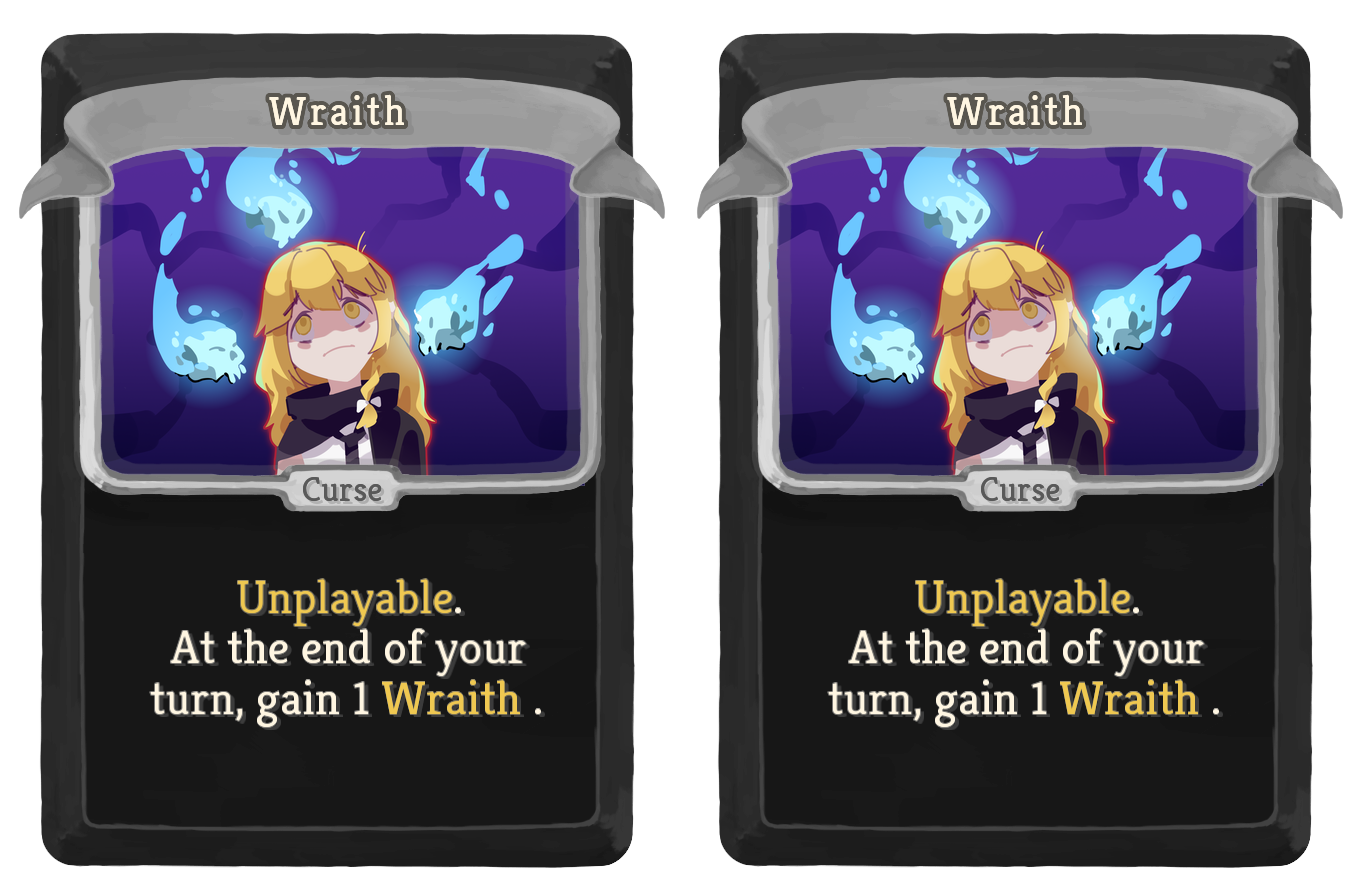 Wraith
Curse
Unplayable.
At the end of your
turn, gain 1 Wraith .
Wraith
Curse
Unplayable.
At the end of your
turn, gain 1 Wraith .